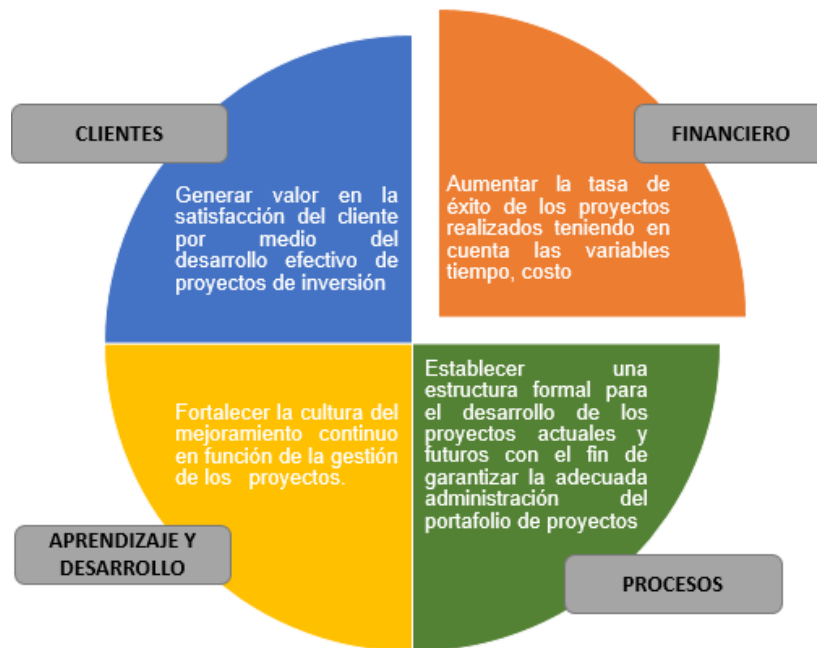 CLIENTES
Generar valor en la
satisfacción del cliente
por medio del
desarrollo efectivo de
proyectos de inversión
FINANCIERO
Aumentar la tasa de
éxito de los proyectos
realizados teniendo en
cuenta las variables
tiempo, costo
Fortalecer la cultura del
mejoramiento continuo
en función de la gestión
de los proyectos.
APRENDIZAJE Y
DESARROLLO
Establecer una
estructura formal para
el desarrollo de los
proyectos actuales y
futuros con el fin de
garantizar la adecuada
administración del
portafolio de proyectos
PROCESOS